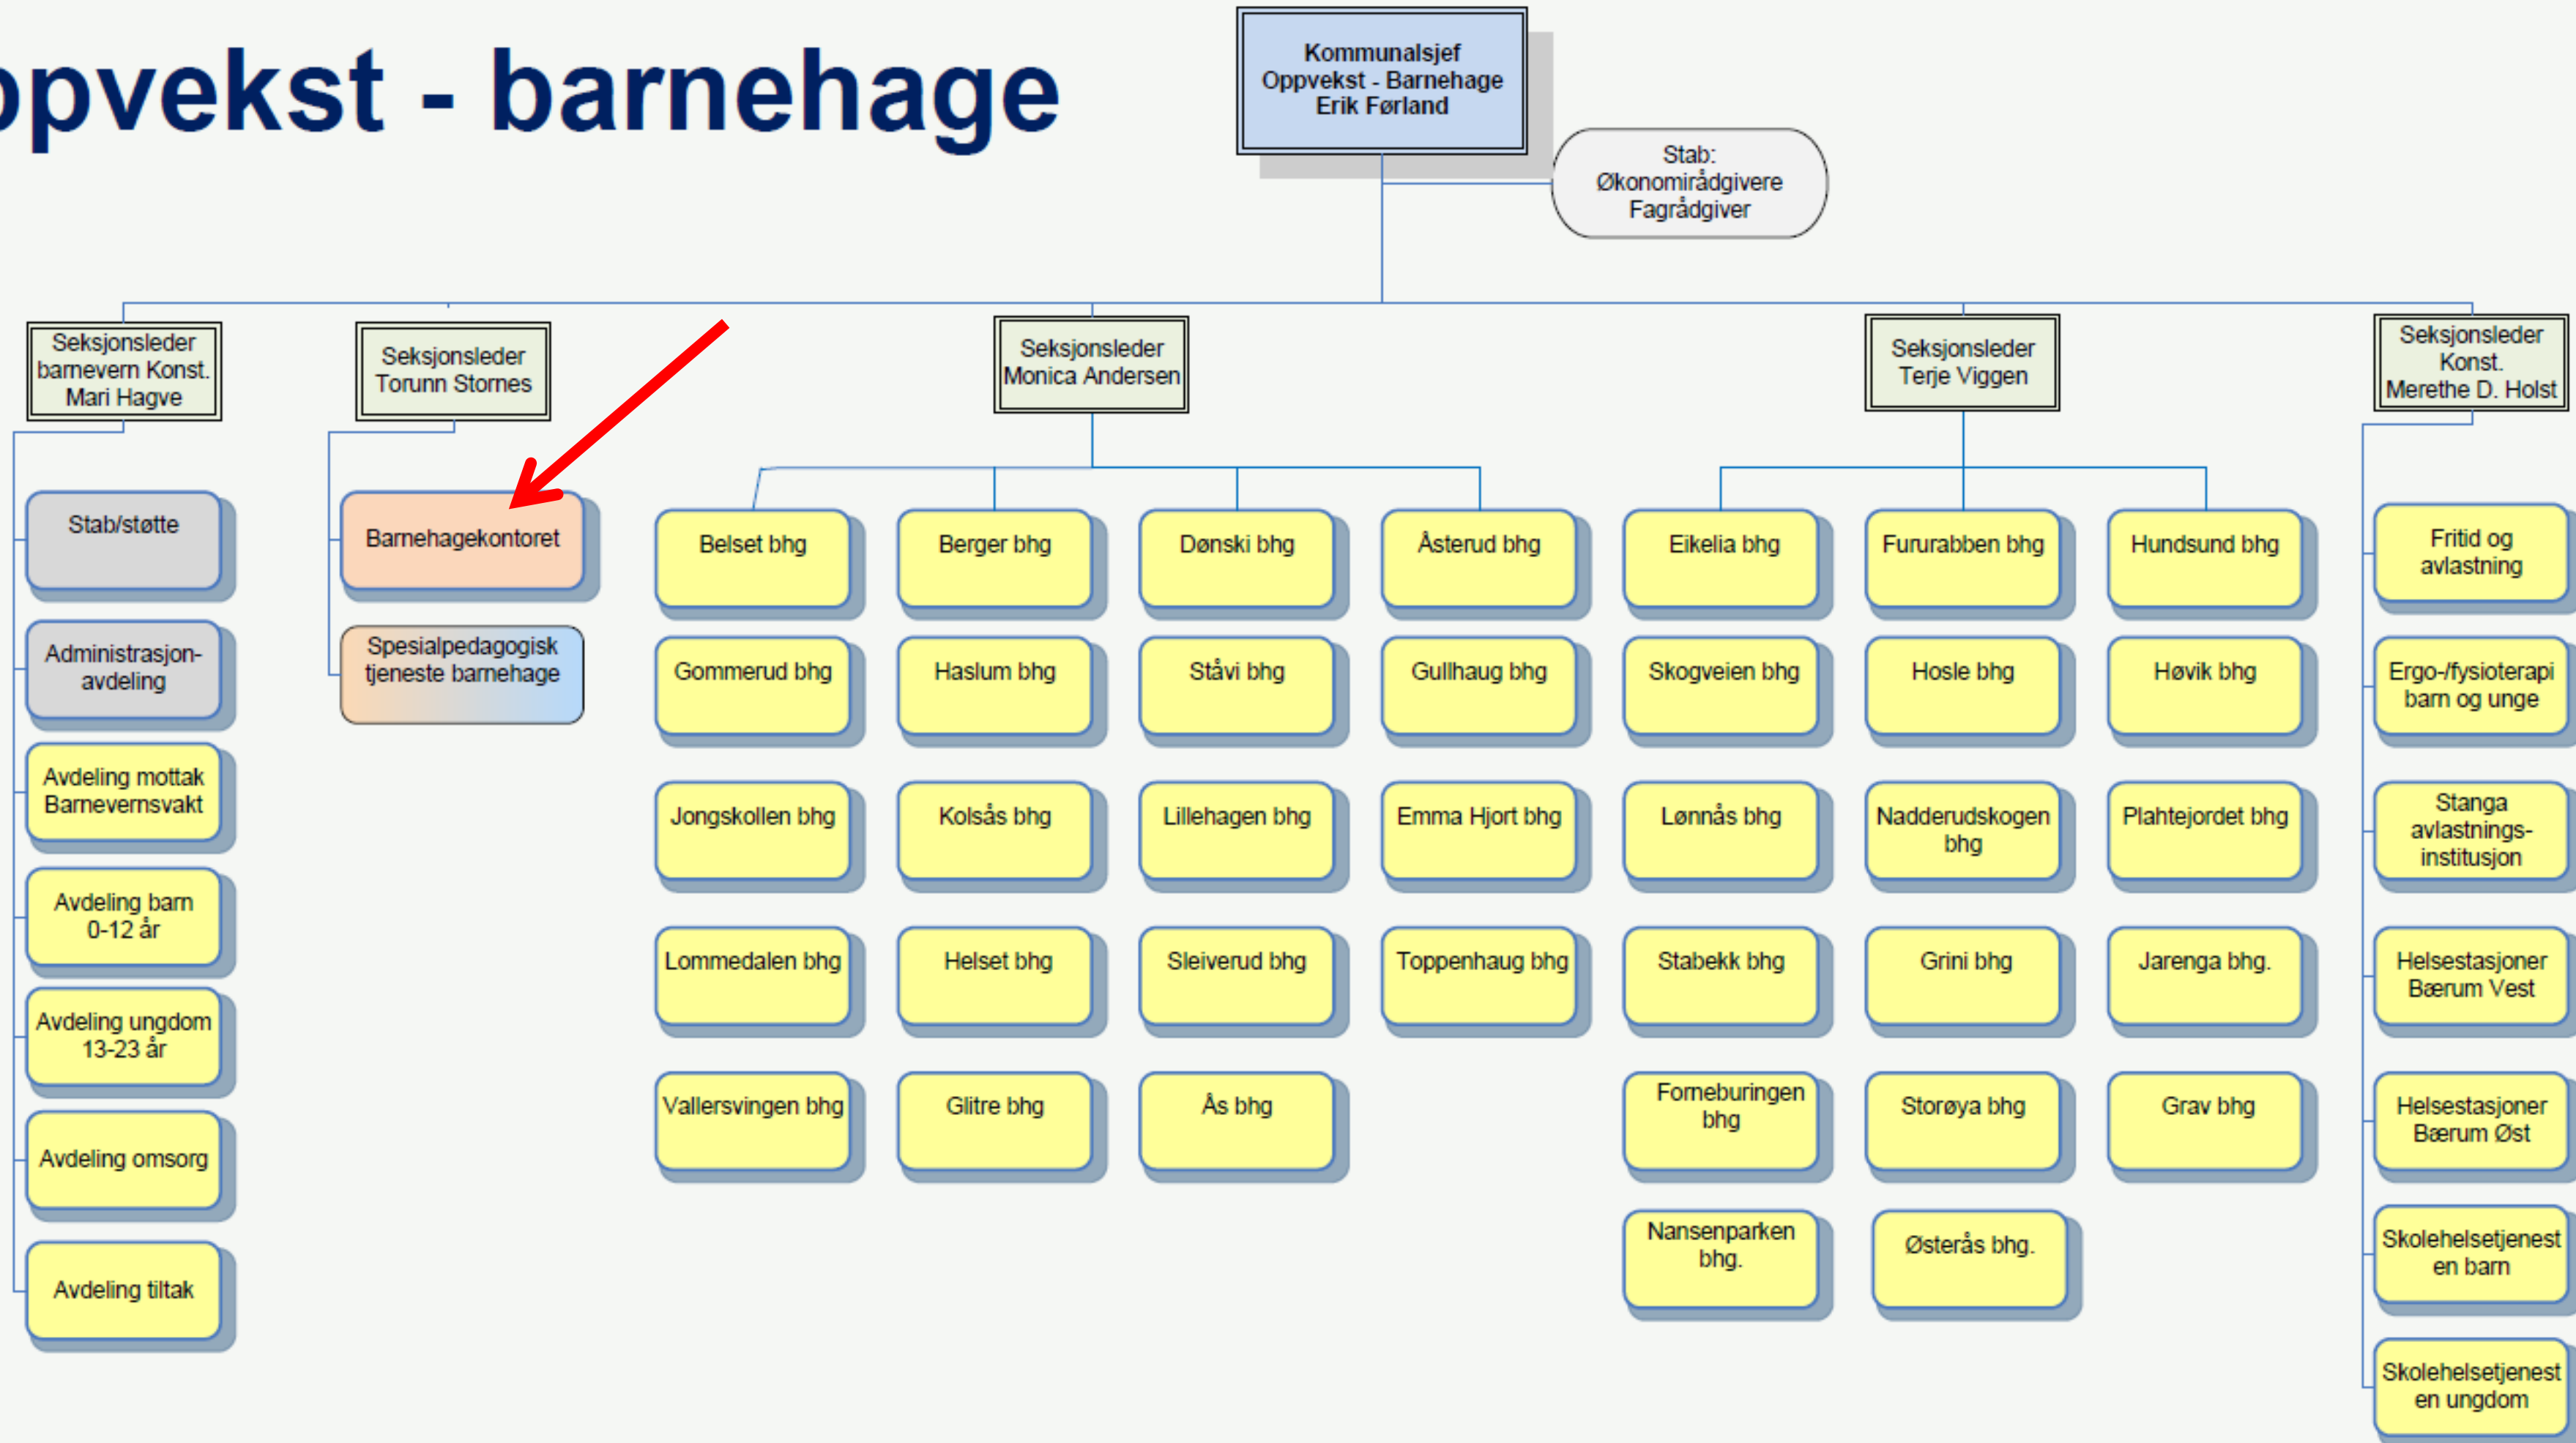 ppvekst - barnehage
Kommunalsjef
Oppvekst - Barnehage
Erik Førland
Stab:
Økonomirådgivere
Fagrådgiver
Seksjonsleder
barnevern Konst.
Mari Hagve
Seksjonsleder
Torunn Stornes
Seksjonsleder
Monica Andersen
Seksjonsleder
Terje Viggen
Seksjonsleder
Konst.
Merethe D. Holst
Stab/støtte
Administrasjon-
avdeling
Avdeling mottak
Barnevernsvakt
Avdeling barn
0-12 år
Avdeling ungdom
13-23 år
Avdeling omsorg
Avdeling tiltak
Barnehagekontoret
Spesialpedagogisk
tjeneste barnehage
Belset bhg
Berger bhg
Dønski bhg
Åsterud bhg
Gommerud bhg
Haslum bhg
Ståvi bhg
Gullhaug bhg
Jongskollen bhg
Kolsås bhg
Lillehagen bhg
Emma Hjort bhg
Lommedalen bhg
Helset bhg
Sleiverud bhg
Toppenhaug bhg
Vallersvingen bhg
Glitre bhg
Ås bhg
Eikelia bhg
Fururabben bhg
Hundsund bhg
Skogveien bhg
Hosle bhg
Høvik bhg
Lønnås bhg
Nadderudskogen
bhg
Plahtejordet bhg
Stabekk bhg
Grini bhg
Jarenga bhg.
Forneburingen
bhg
Storøya bhg
Grav bhg
Nansenparken
bhg.
Østerås bhg.
Fritid og
avlastning
Ergo-/fysioterapi
barn og unge
Stanga
avlastnings-
institusjon
Helsestasjoner
Bærum Vest
Helsestasjoner
Bærum Øst
Skolehelsetjenest
en barn
Skolehelsetjenest
en ungdom